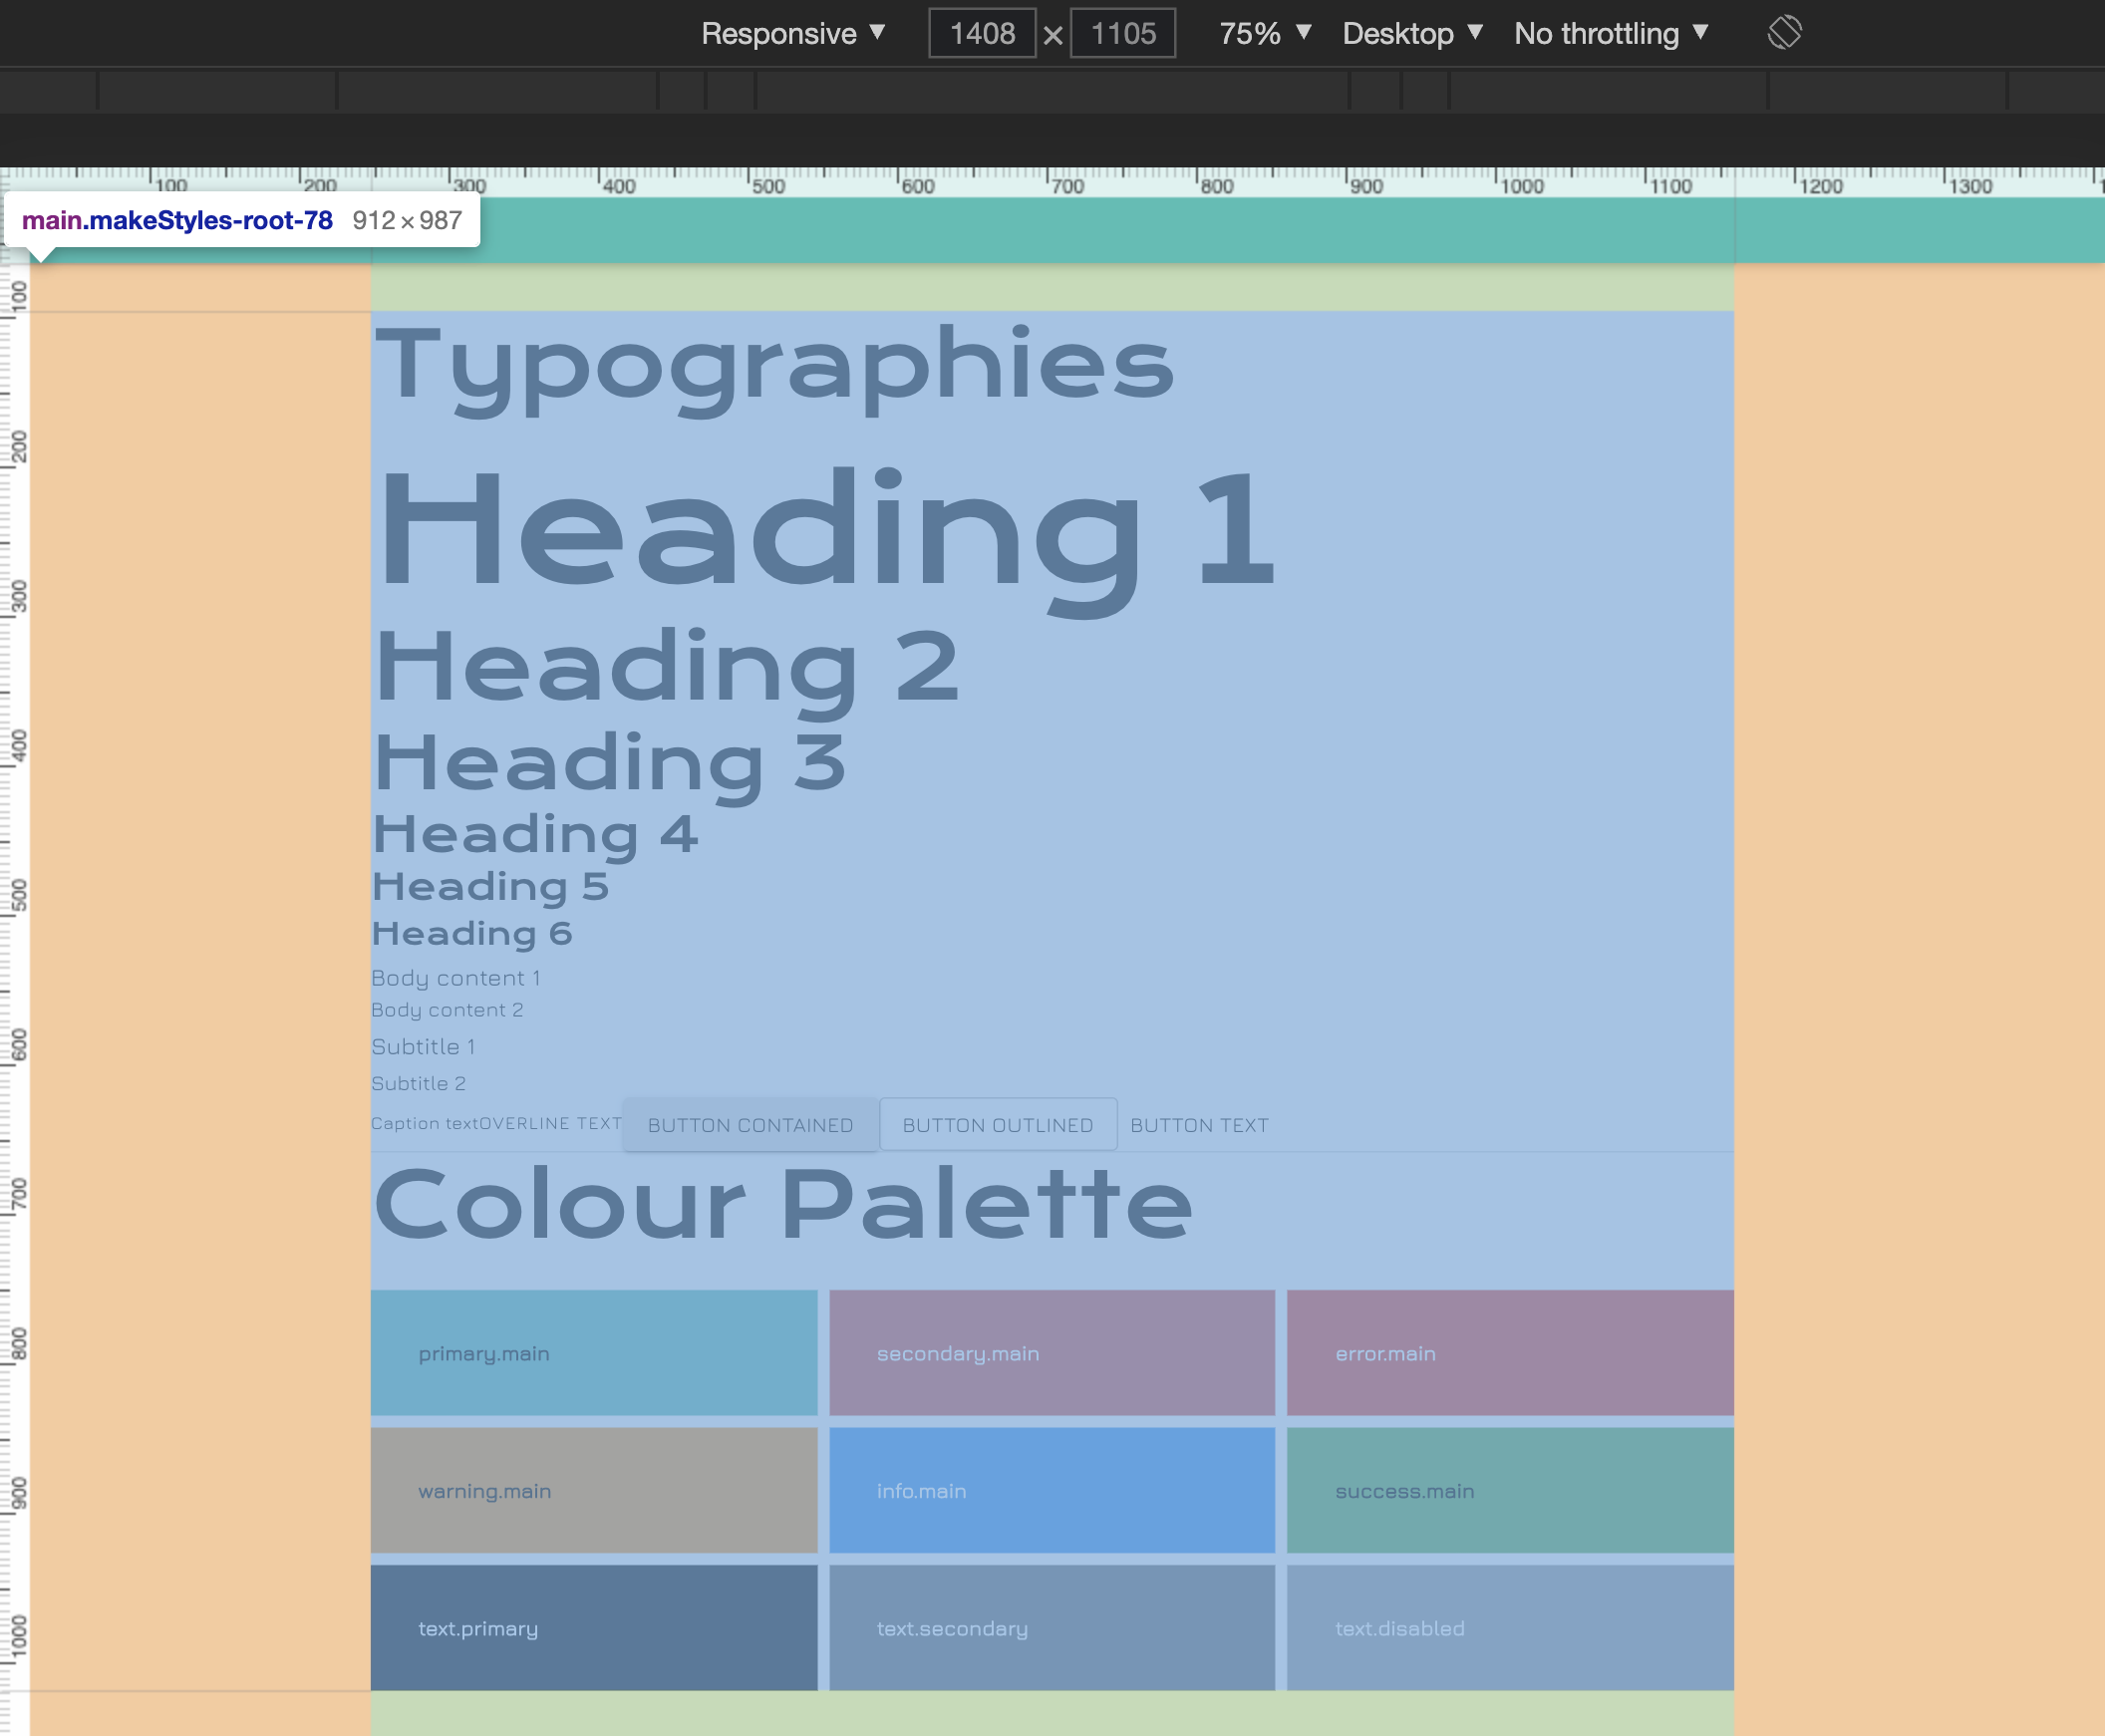 Responsive ▼ 1408 × 1105 75% ▼ Desktop ▼ No throttling ▼
100 200 300 400 500 600 700 800 900 1000 1100 1200 1300
main.makeStyles-root-78 912 × 987
100
200
300
400
500
600
700
800
900
1000
Typographies
Heading 1
Heading 2
Heading 3
Heading 4
Heading 5
Heading 6
Body content 1
Body content 2
Subtitle 1
Subtitle 2
Caption textOVERLINE TEXT BUTTON CONTAINED BUTTON OUTLINED BUTTON TEXT
Colour Palette
primary.main secondary.main error.main
warning.main info.main success.main
text.primary text.secondary text.disabled